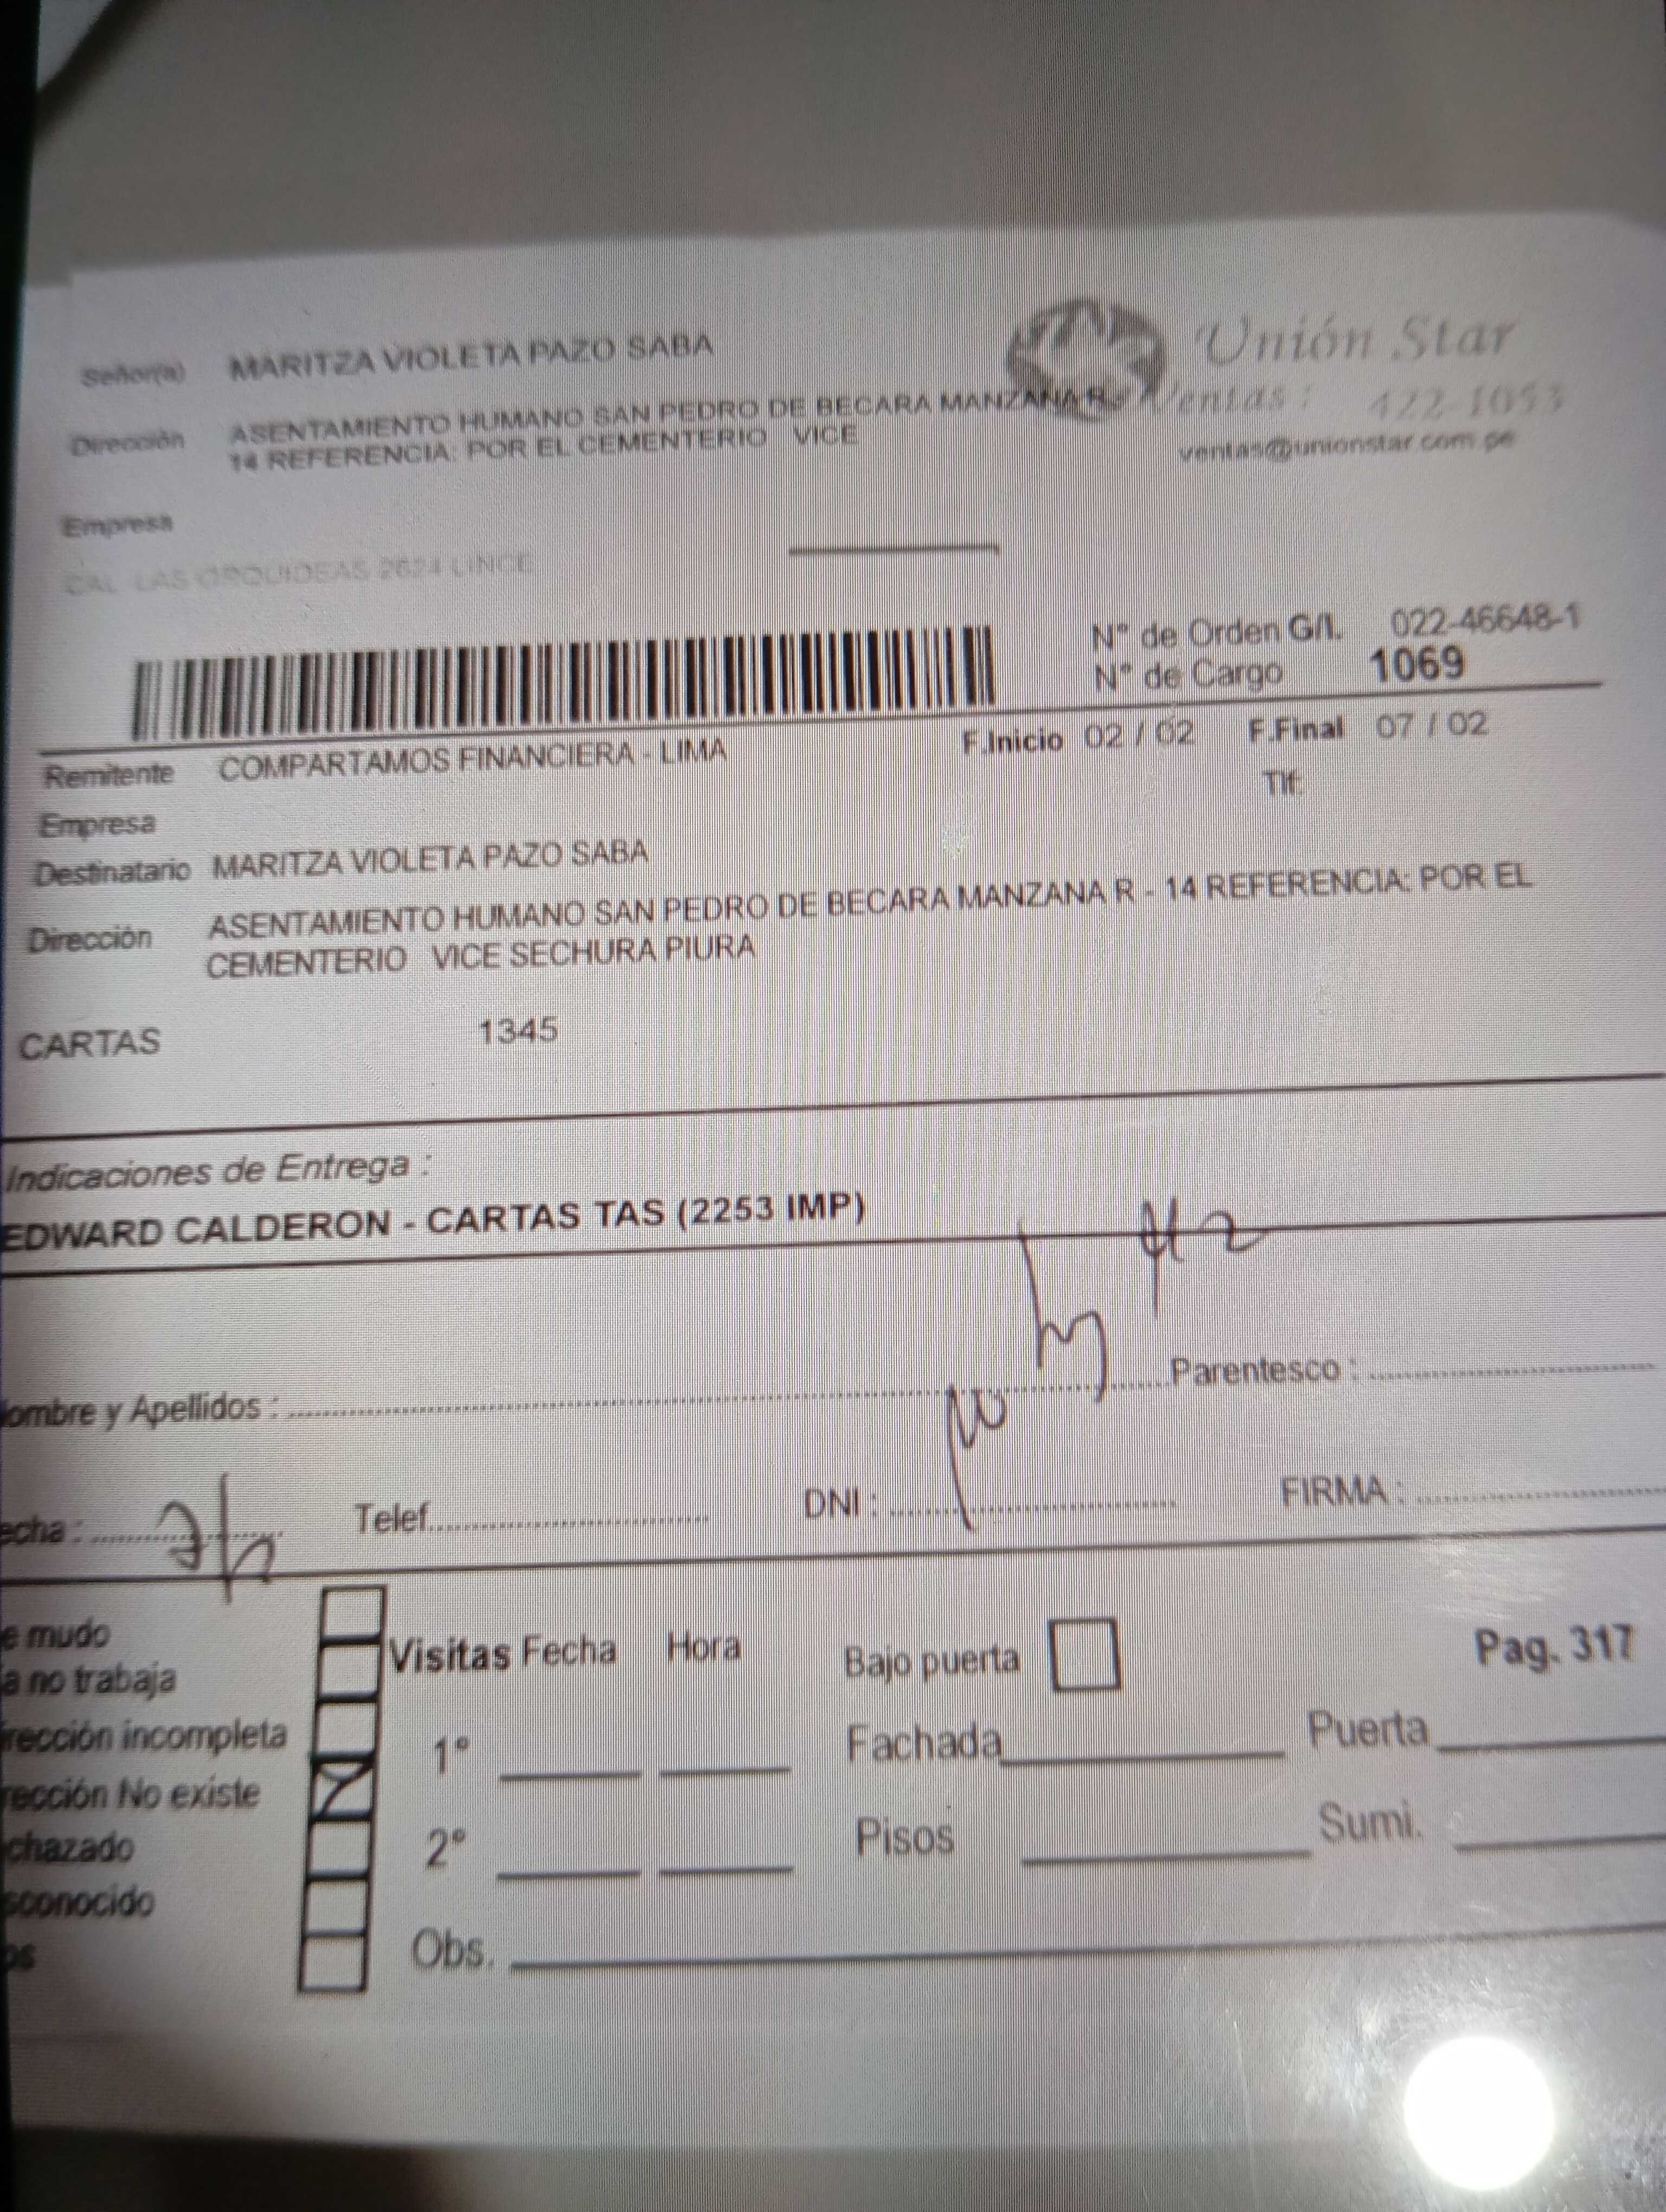 Señor(a) MARITZA VIOLETA PAZO SABA
Unión Star
Dirección ASENTAMIENTO HUMANO SAN PEDRO DE BECARA MANZANA R -
14 REFERENCIA: POR EL CEMENTERIO VICE
Ventas: 422-1053
ventas@unionstar.com.pe
Empresa
CAL LAS ORQUIDEAS 2624 LINCE
N° de Orden G/I. 022-46648-1
N° de Cargo 1069
Remitente COMPARTAMOS FINANCIERA - LIMA F.Inicio 02 / 02 F.Final 07 / 02
Tlf:
Empresa
Destinatario MARITZA VIOLETA PAZO SABA
Dirección ASENTAMIENTO HUMANO SAN PEDRO DE BECARA MANZANA R - 14 REFERENCIA: POR EL
CEMENTERIO VICE SECHURA PIURA
CARTAS 1345
Indicaciones de Entrega :
EDWARD CALDERON - CARTAS TAS (2253 IMP)
ombre y Apellidos : Parentesco :
echa : Telef. DNI : FIRMA :
e mudo
a no trabaja
Visitas Fecha Hora Bajo puerta Pag. 317
rección incompleta 1° Fachada Puerta
rección No existe
chazado 2° Pisos Sumi.
sconocido
os Obs.